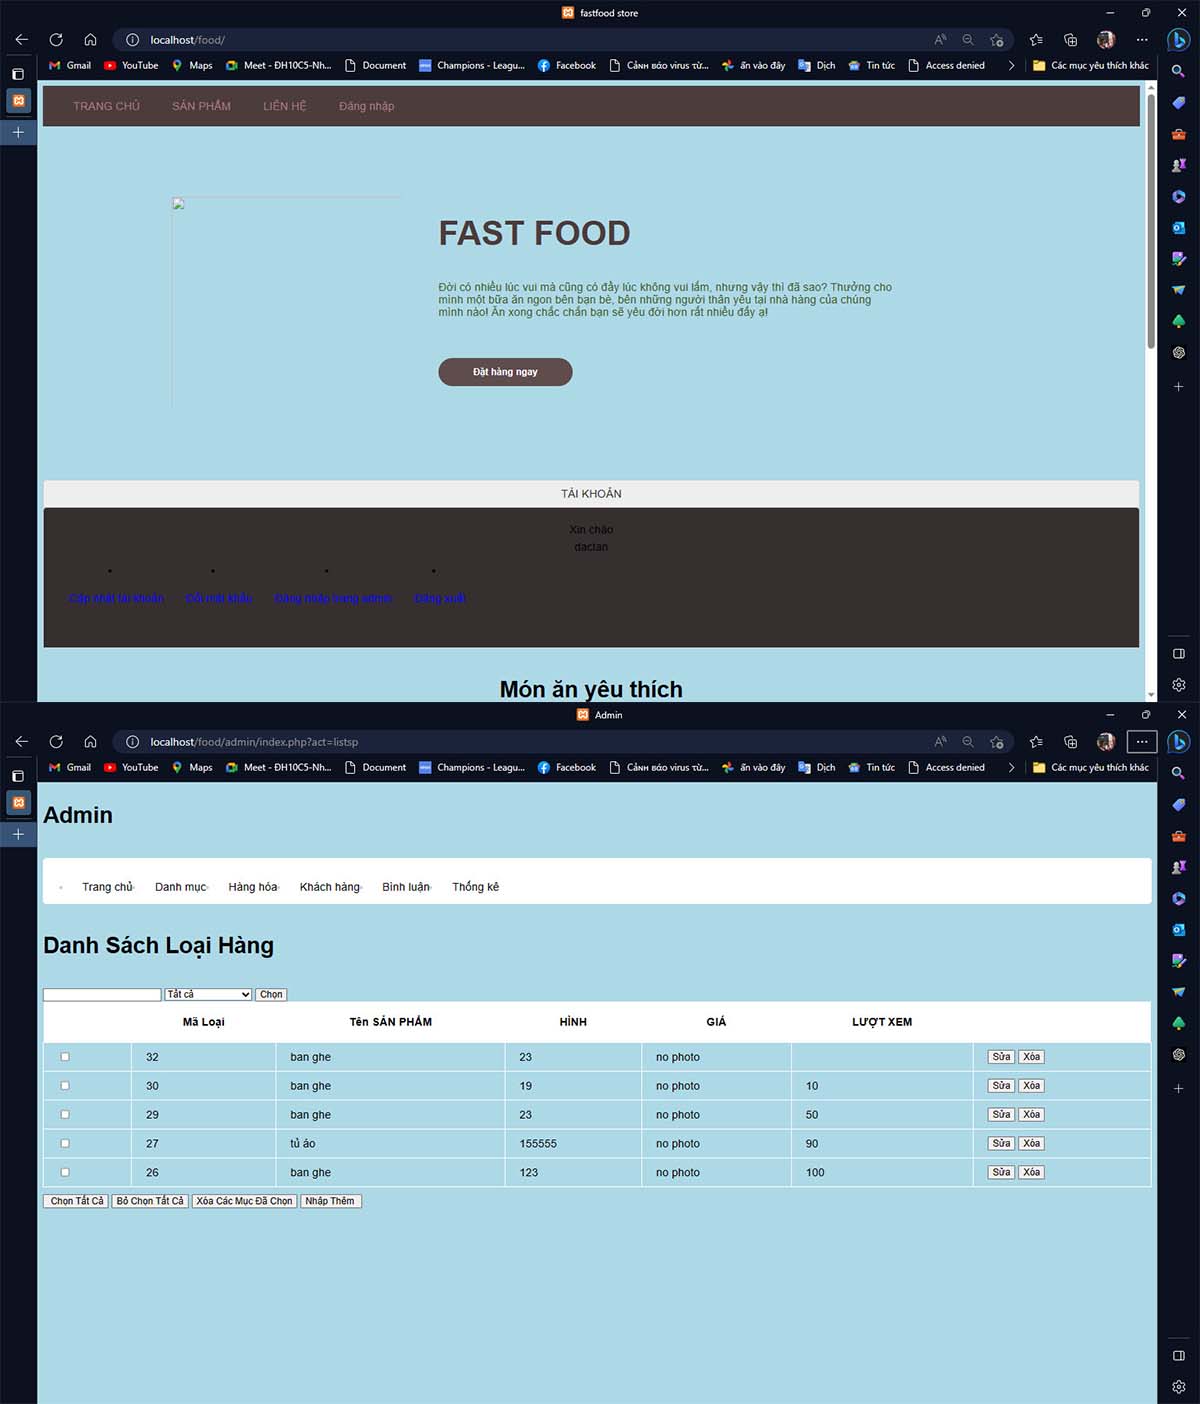 fastfood store
localhost/food/
Gmail YouTube Maps Meet - ĐH10C5-Nh... Document Champions - Leagu... Facebook Cảnʜ ʙáo virus từ... ấn vào đây Dịch Tin tức Access denied Các mục yêu thích khác
TRANG CHỦ SẢN PHẨM LIÊN HỆ Đăng nhập
FAST FOOD
Đời có nhiều lúc vui mà cũng có đầy lúc không vui lắm, nhưng vậy thì đã sao? Thưởng cho
mình một bữa ăn ngon bên bạn bè, bên những người thân yêu tại nhà hàng của chúng
mình nào! Ăn xong chắc chắn bạn sẽ yêu đời hơn rất nhiều đấy ạ!
Đặt hàng ngay
TÀI KHOẢN
Xin chào
daclan
Cập nhật tài khoản Đổi mật khẩu Đăng nhập trang admin Đăng xuất
Món ăn yêu thích
Admin
localhost/food/admin/index.php?act=listsp
Gmail YouTube Maps Meet - ĐH10C5-Nh... Document Champions - Leagu... Facebook Cảnʜ ʙáo virus từ... ấn vào đây Dịch Tin tức Access denied Các mục yêu thích khác
Admin
Trang chủ Danh mục Hàng hóa Khách hàng Bình luận Thống kê
Danh Sách Loại Hàng
Tất cả Chọn
Mã Loại Tên SẢN PHẨM HÌNH GIÁ LƯỢT XEM
32 ban ghe 23 no photo Sửa Xóa
30 ban ghe 19 no photo 10 Sửa Xóa
29 ban ghe 23 no photo 50 Sửa Xóa
27 tủ áo 155555 no photo 90 Sửa Xóa
26 ban ghe 123 no photo 100 Sửa Xóa
Chọn Tất Cả Bỏ Chọn Tất Cả Xóa Các Mục Đã Chọn Nhập Thêm